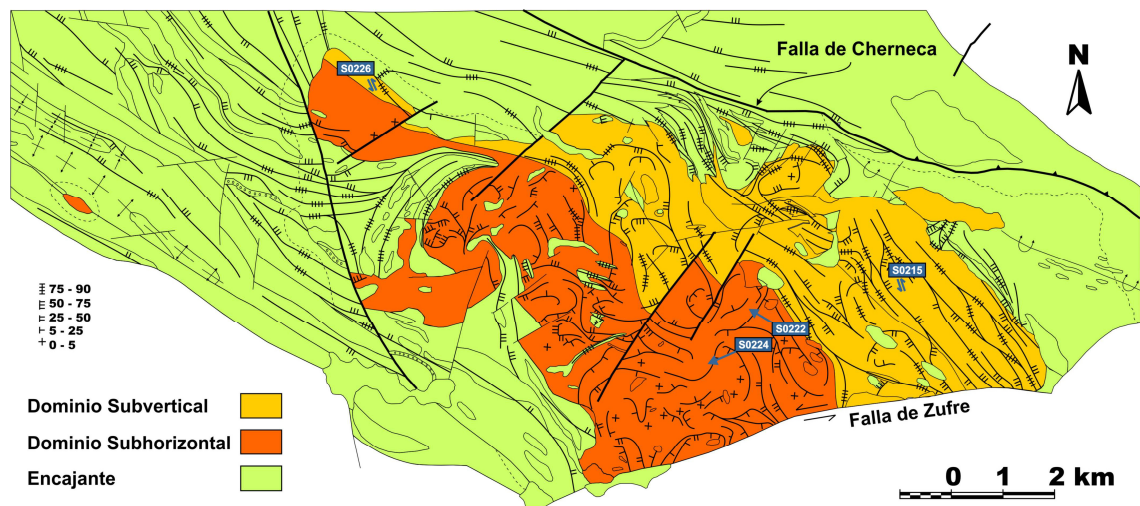 Falla de Cherneca
N
S0226
S0215
S0222
S0224
75 - 90
50 - 75
25 - 50
5 - 25
0 - 5
Dominio Subvertical
Dominio Subhorizontal
Encajante
Falla de Zufre
0 1 2 km